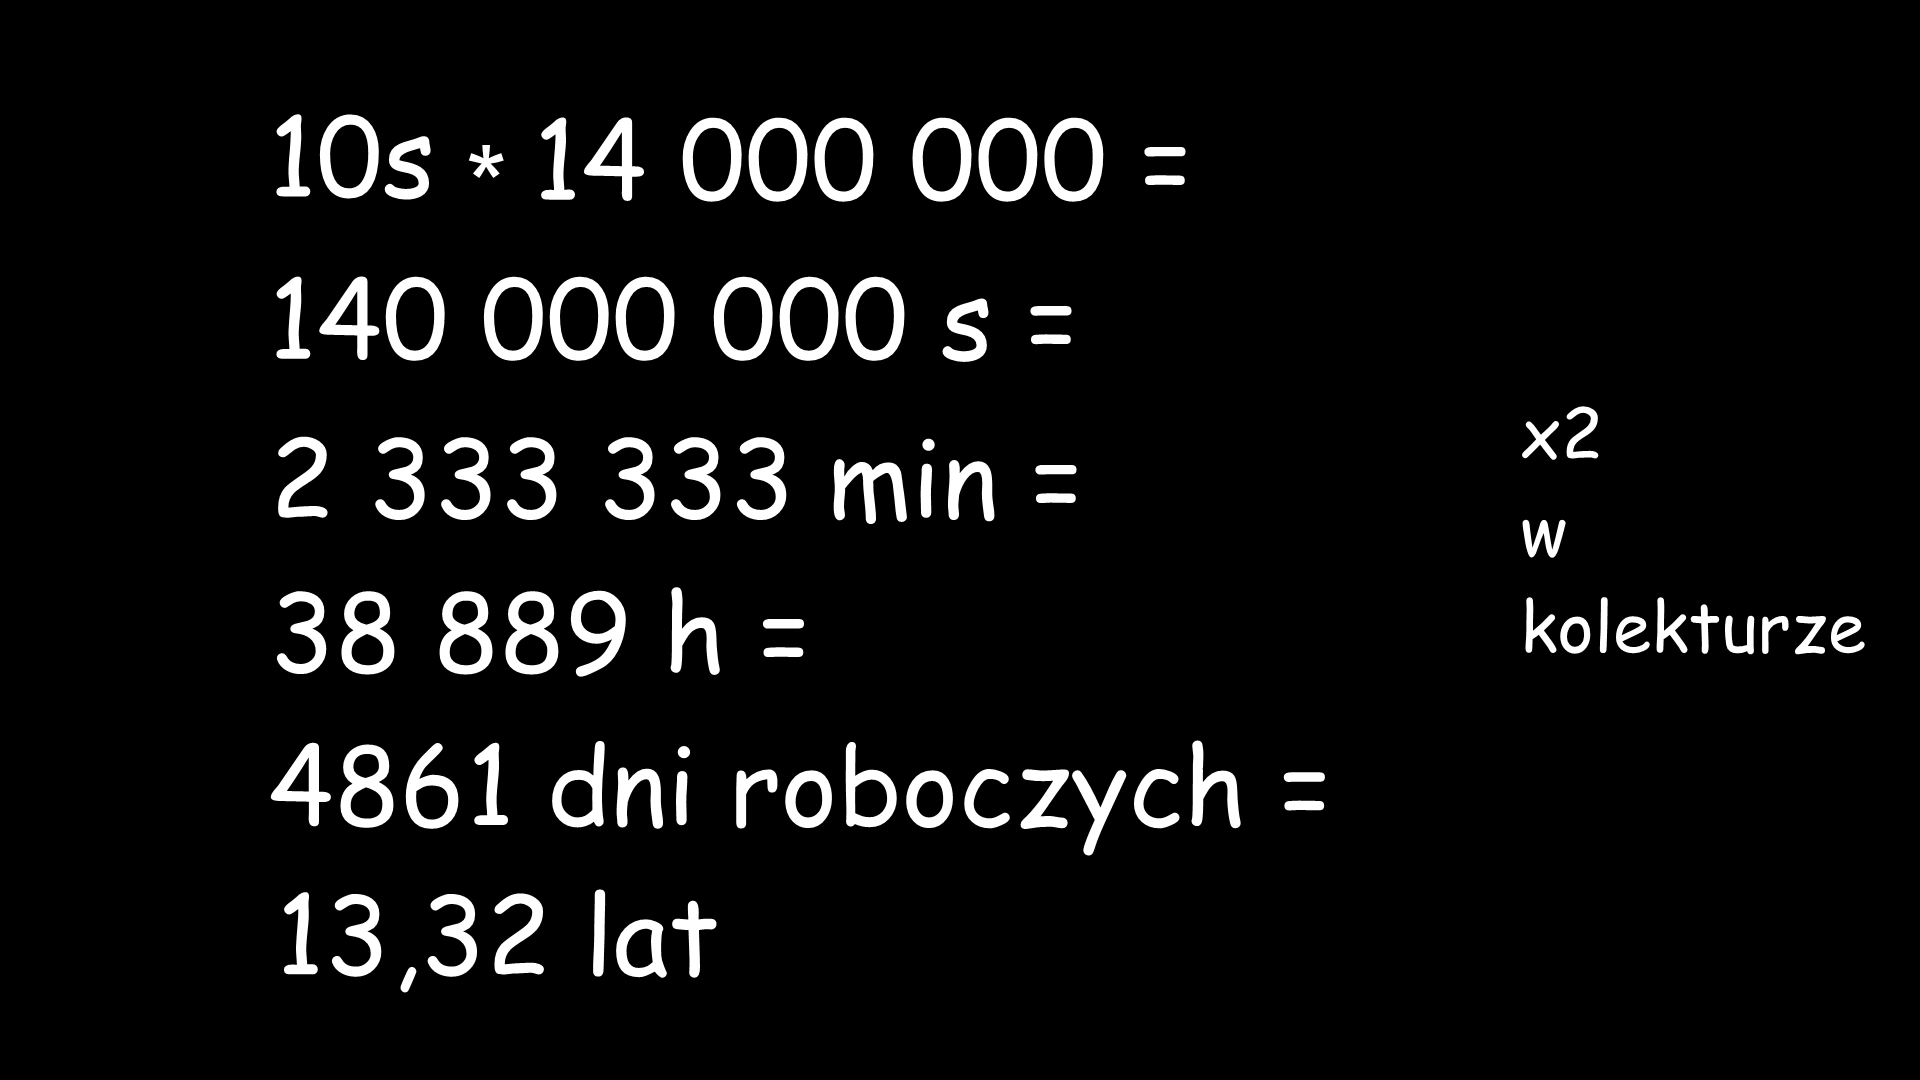 10s * 14 000 000 =
140 000 000 s =
2 333 333 min =
38 889 h =
4861 dni roboczych =
13,32 lat
x2
w
kolekturze